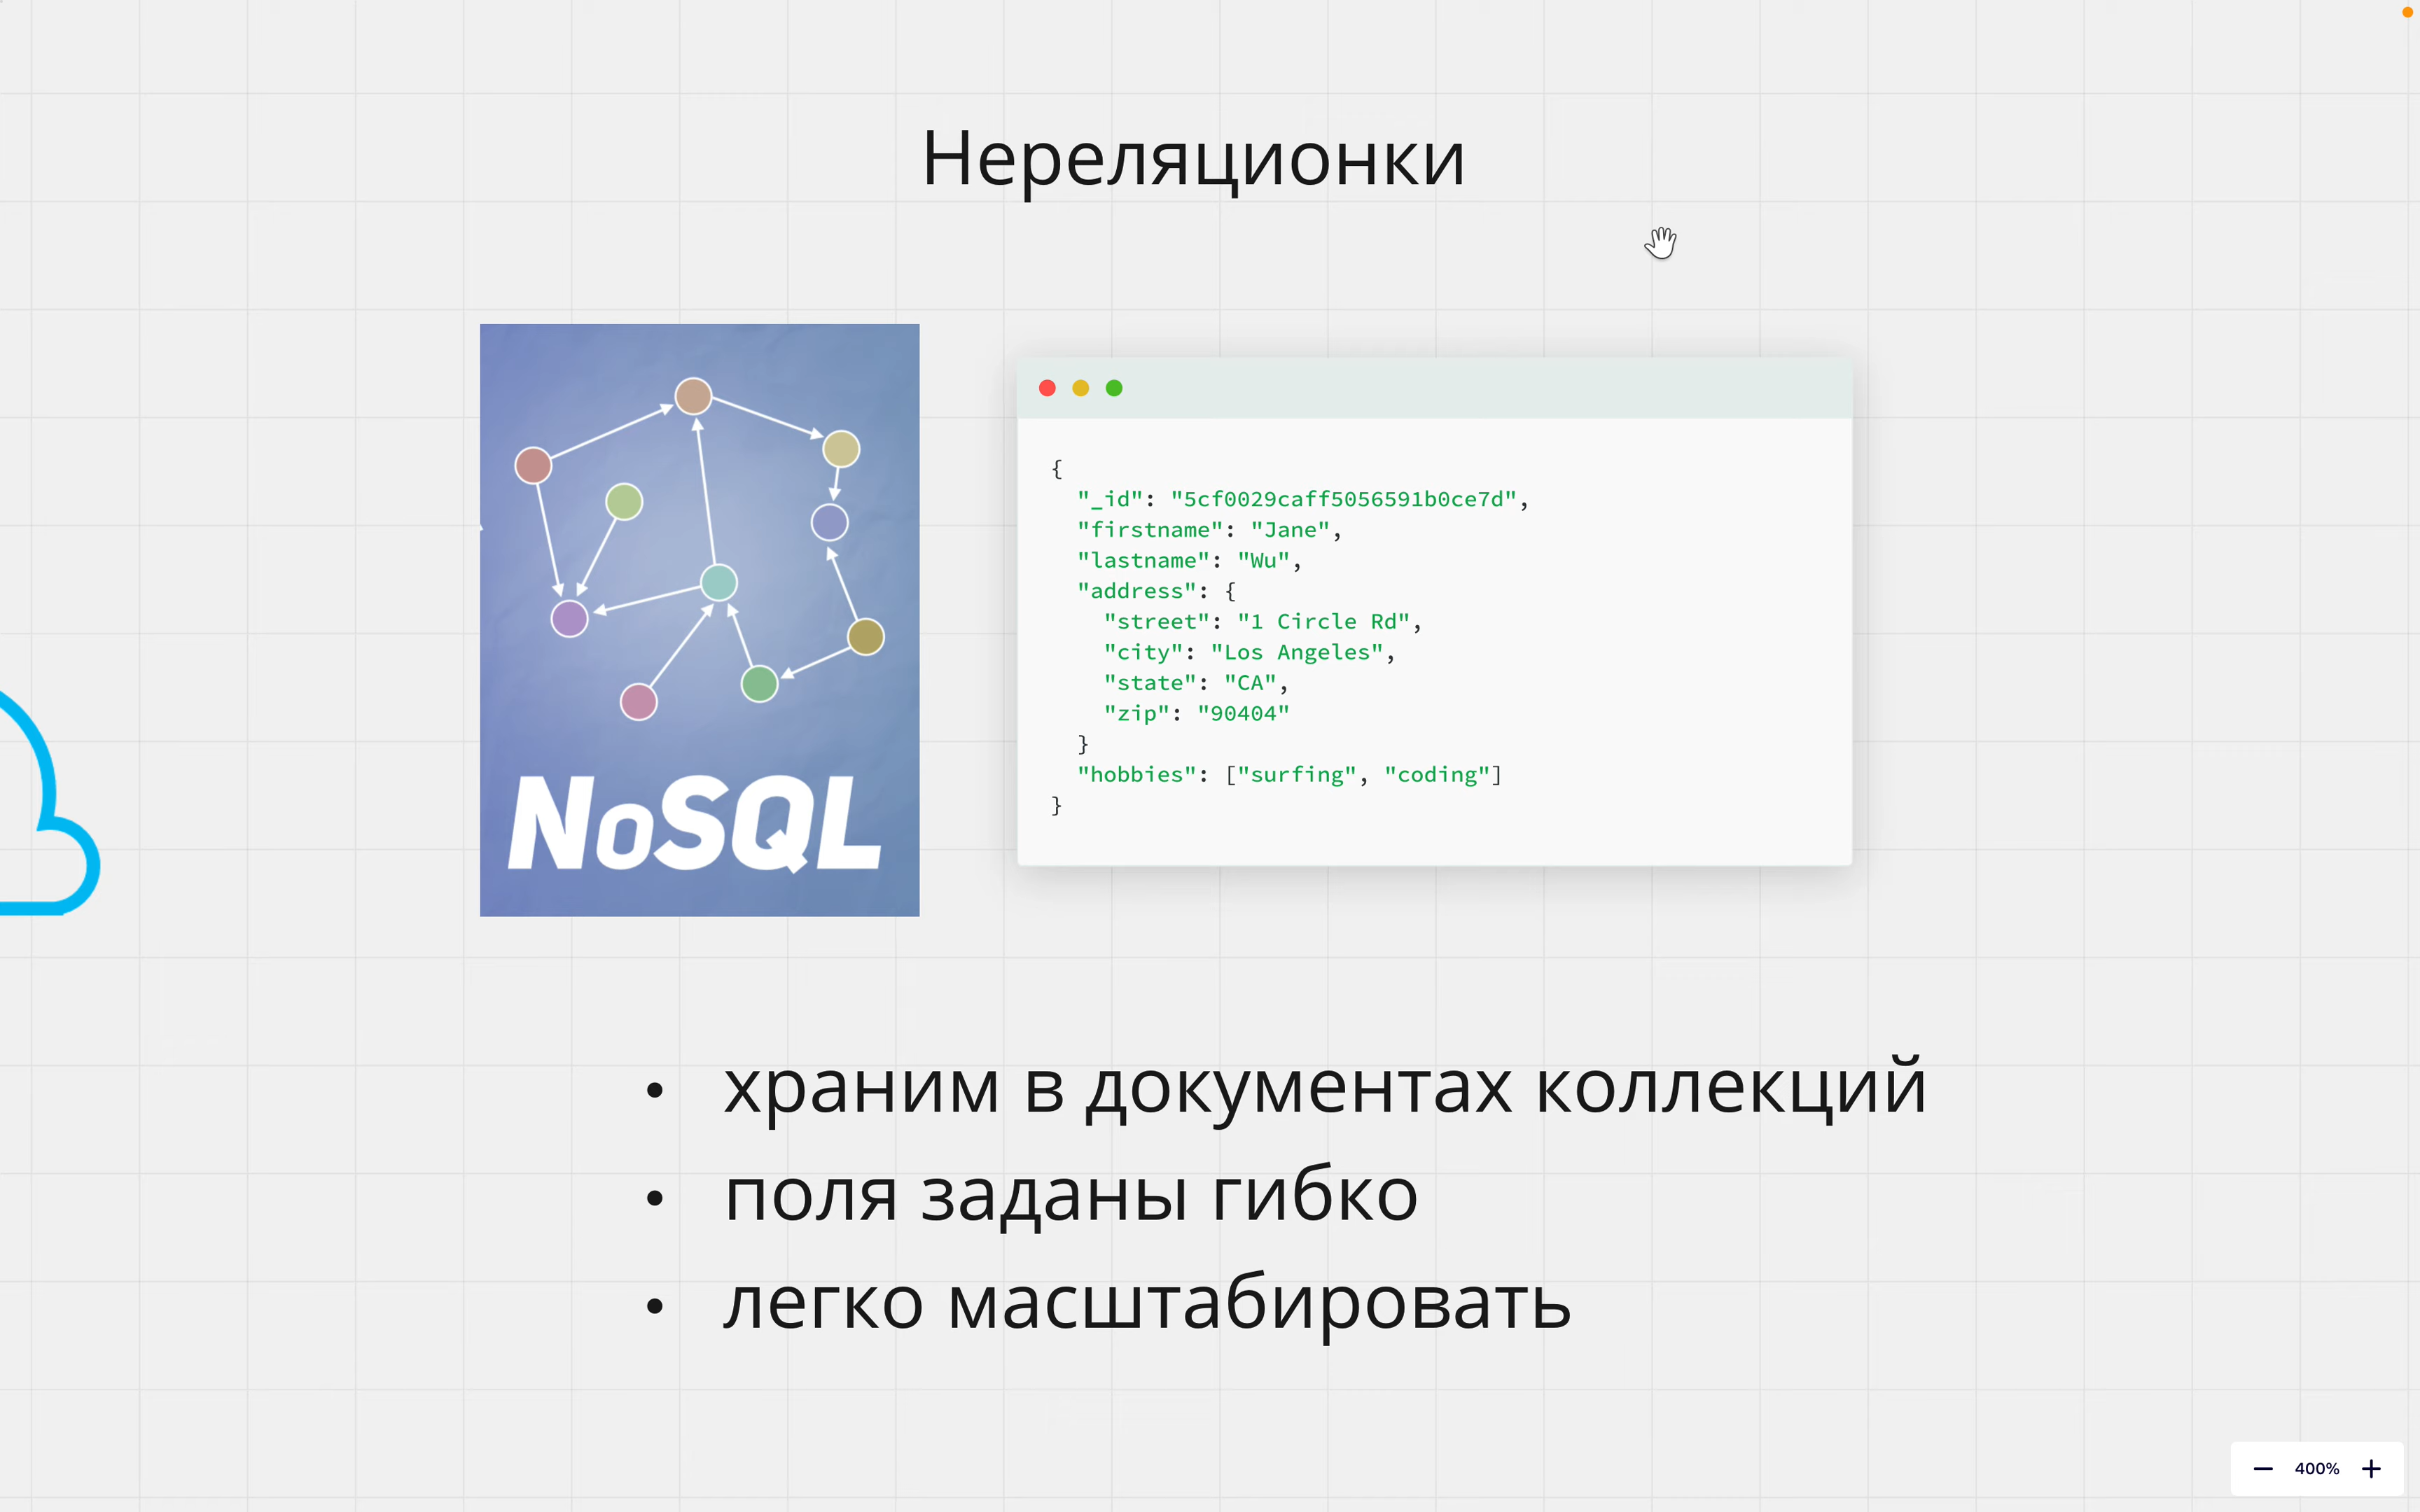 Нереляционки
NoSQL
{
"_id": "5cf0029caff5056591b0ce7d",
"firstname": "Jane",
"lastname": "Wu",
"address": {
"street": "1 Circle Rd",
"city": "Los Angeles",
"state": "CA",
"zip": "90404"
}
"hobbies": ["surfing", "coding"]
}
• храним в документах коллекций
• поля заданы гибко
• легко масштабировать
— 400% +